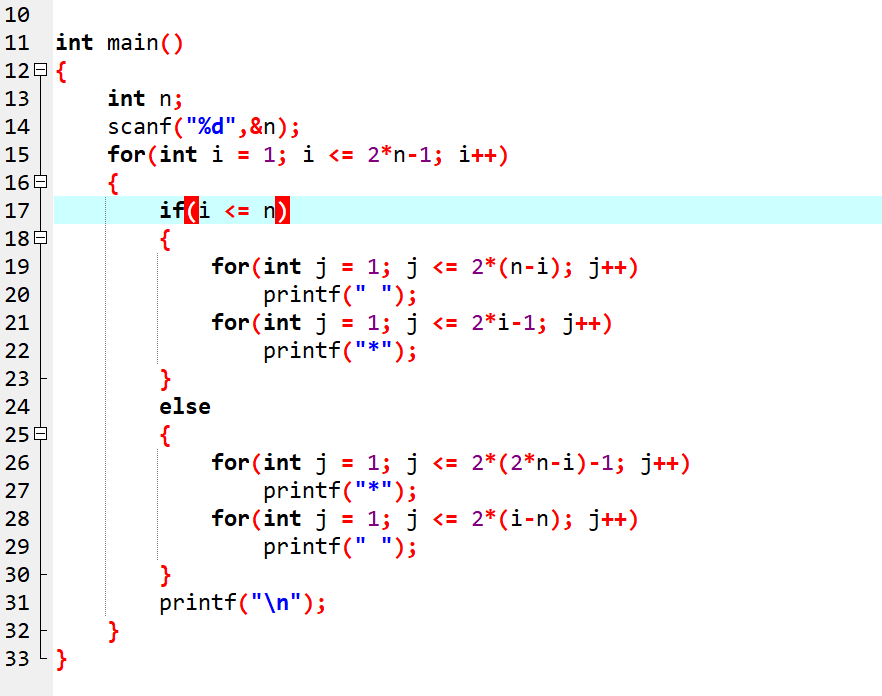 10
11 int main()
12 {
13     int n;
14     scanf("%d",&n);
15     for(int i = 1; i <= 2*n-1; i++)
16     {
17         if(i <= n)
18         {
19             for(int j = 1; j <= 2*(n-i); j++)
20                 printf(" ");
21             for(int j = 1; j <= 2*i-1; j++)
22                 printf("*");
23         }
24         else
25         {
26             for(int j = 1; j <= 2*(2*n-i)-1; j++)
27                 printf("*");
28             for(int j = 1; j <= 2*(i-n); j++)
29                 printf(" ");
30         }
31         printf("\n");
32     }
33 }